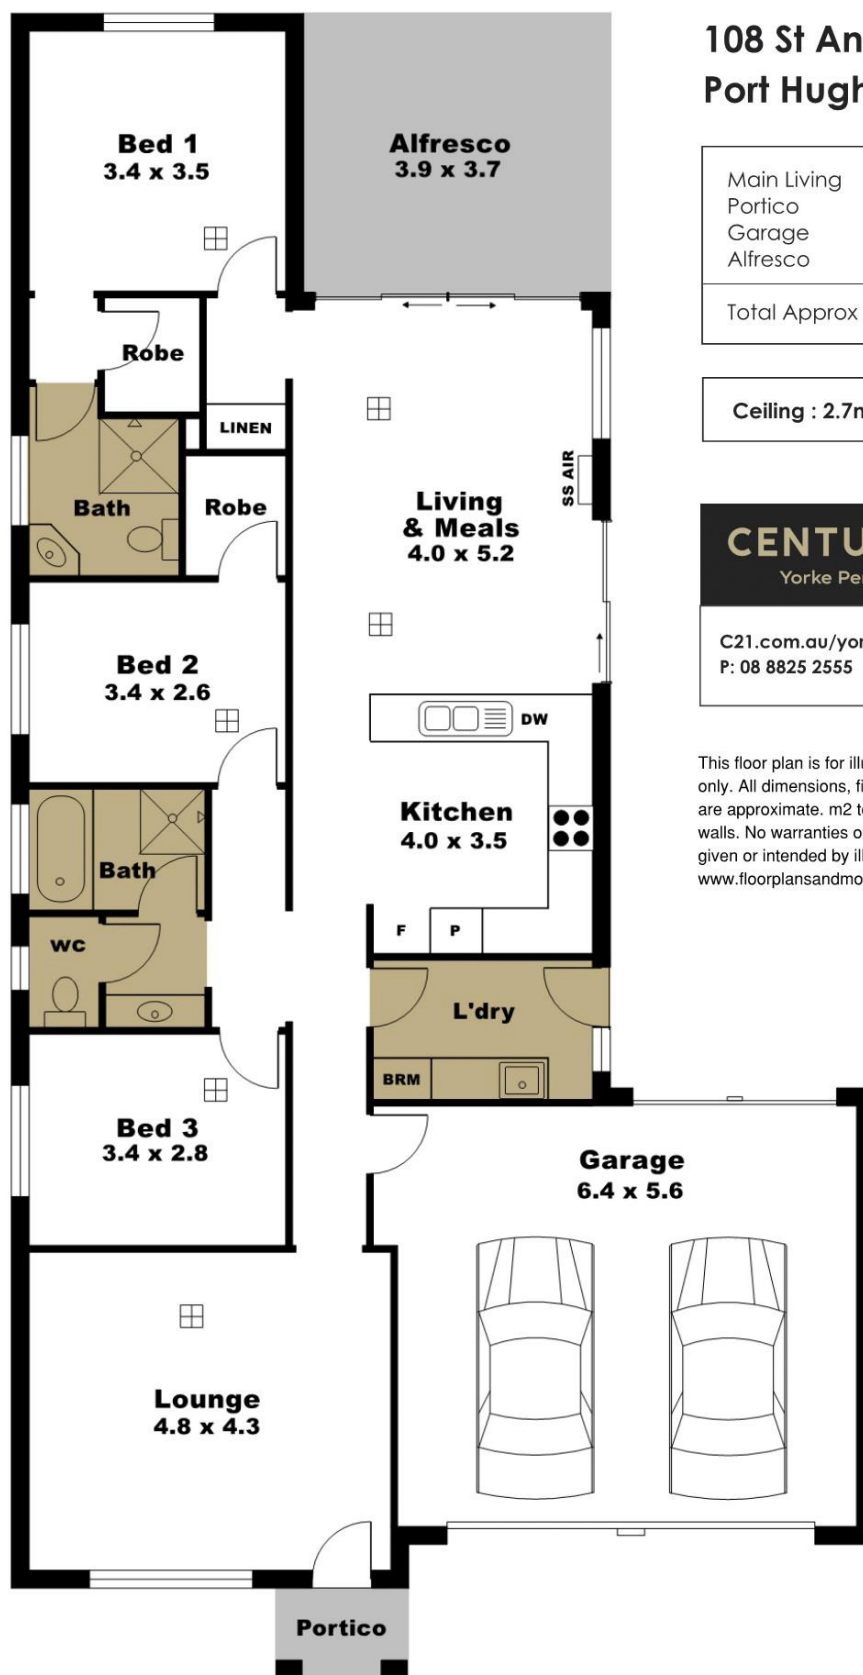 108 St An
Port Hugh
Main Living
Portico
Garage
Alfresco
Total Approx
Ceiling : 2.7m
CENTU
Yorke Pe
C21.com.au/yor
P: 08 8825 2555
This floor plan is for illu
only. All dimensions, fi
are approximate. m2 t
walls. No warranties o
given or intended by ill
www.floorplansandmo
Bed 1
3.4 x 3.5
Alfresco
3.9 x 3.7
Robe
LINEN
Bath
Robe
Living
& Meals
4.0 x 5.2
SS AIR
Bed 2
3.4 x 2.6
DW
Kitchen
4.0 x 3.5
Bath
WC
F
P
L'dry
BRM
Bed 3
3.4 x 2.8
Garage
6.4 x 5.6
Lounge
4.8 x 4.3
Portico